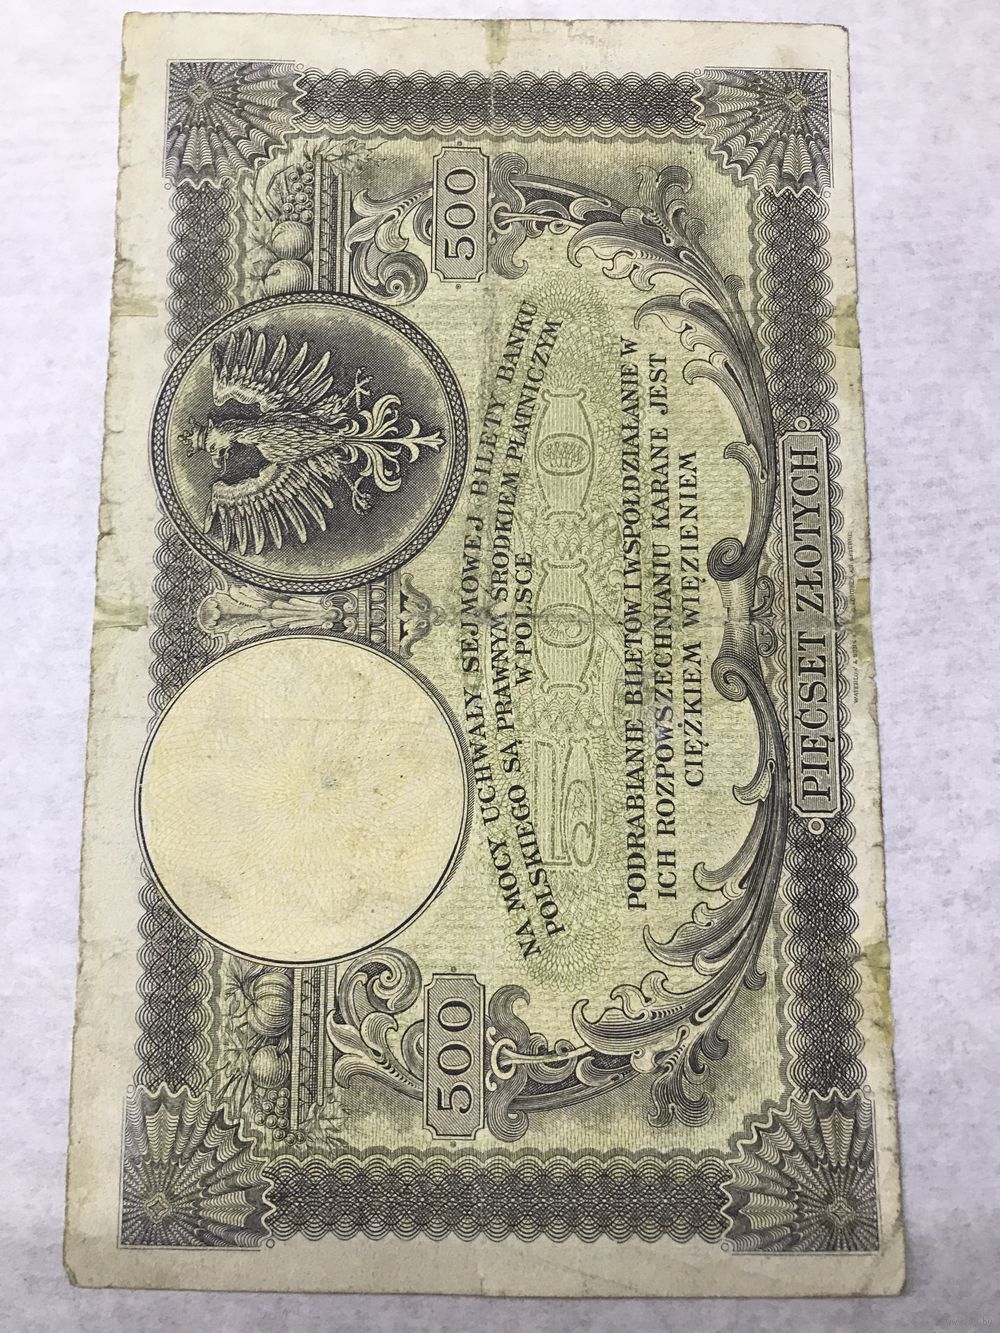 500
500
NA MOCY UCHWAŁY SEJMOWEJ BILETY BANKU
POLSKIEGO SĄ PRAWNYM ŚRODKIEM PŁATNICZYM
W POLSCE
500
PODRABIANIE BILETÓW I WSPÓŁDZIAŁANIE W
ICH ROZPOWSZECHNIANIU KARANE JEST
CIĘŻKIEM WIĘZIENIEM
PIĘĆSET ZŁOTYCH